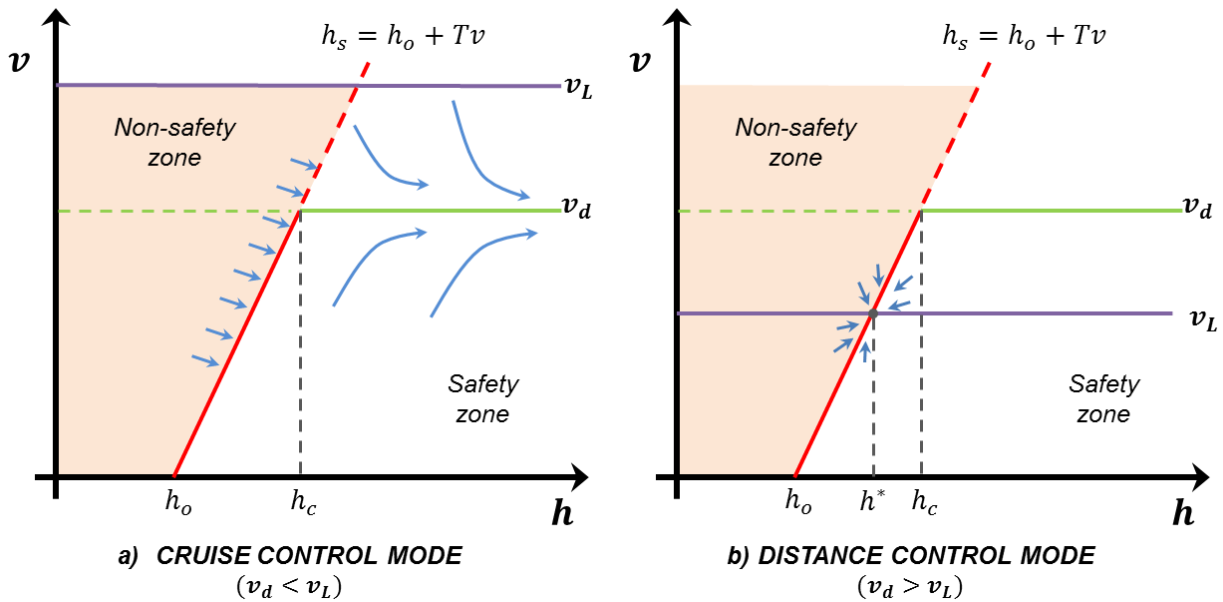 v
h_s = h_o + Tv
v_L
Non-safety
zone
v_d
Safety
zone
h_o
h_c
h
a) CRUISE CONTROL MODE
(v_d < v_L)
h_s = h_o + Tv
v
Non-safety
zone
v_d
v_L
Safety
zone
h_o
h*
h_c
h
b) DISTANCE CONTROL MODE
(v_d > v_L)